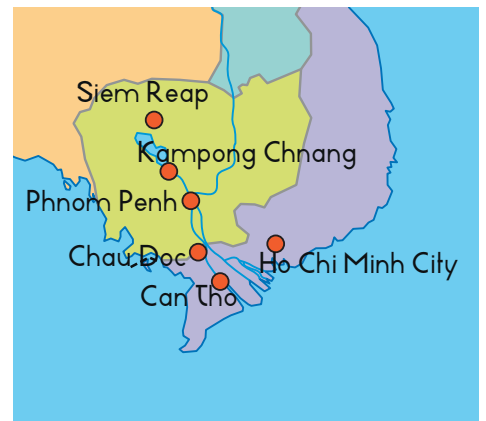 Siem Reap
Kampong Chnang
Phnom Penh
Chau Doc
Ho Chi Minh City
Can Tho